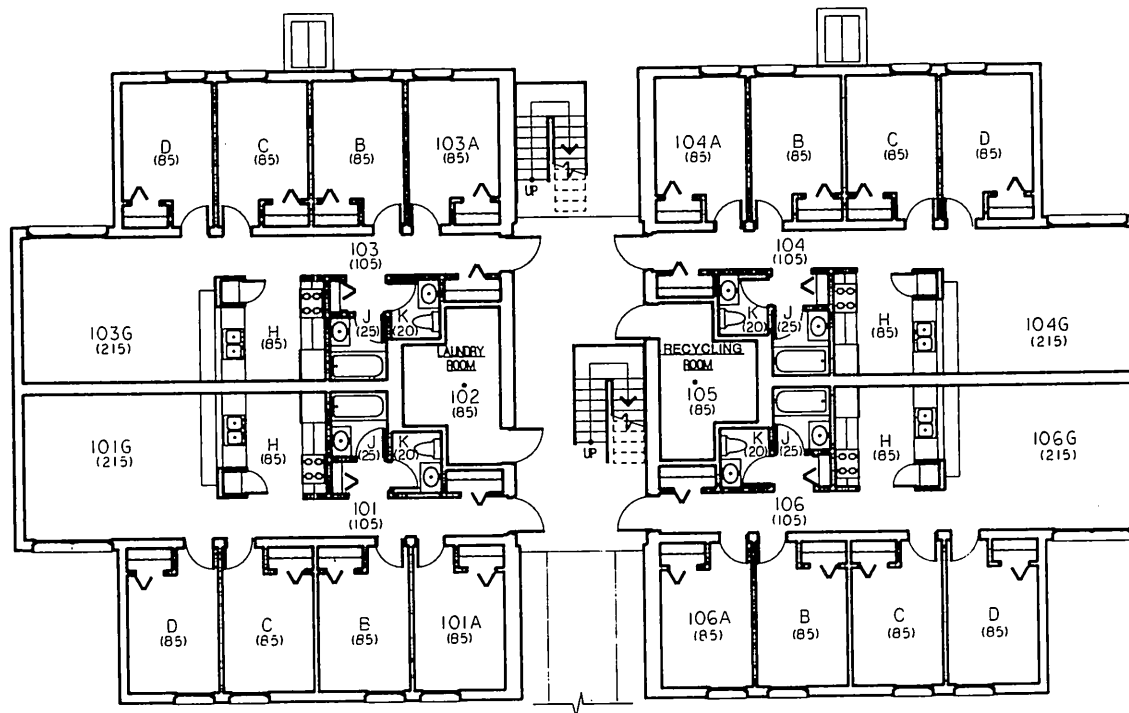 D
(85)
C
(85)
B
(85)
103A
(85)
UP
104A
(85)
B
(85)
C
(85)
D
(85)
103
(105)
104
(105)
103G
(215)
H
(85)
J
(25)
K
(20)
LAUNDRY
ROOM
102
(85)
RECYCLING
ROOM
105
(85)
K
(20)
J
(25)
H
(85)
104G
(215)
101G
(215)
H
(85)
J
(25)
K
(20)
UP
K
(20)
J
(25)
H
(85)
106G
(215)
101
(105)
106
(105)
D
(85)
C
(85)
B
(85)
101A
(85)
106A
(85)
B
(85)
C
(85)
D
(85)